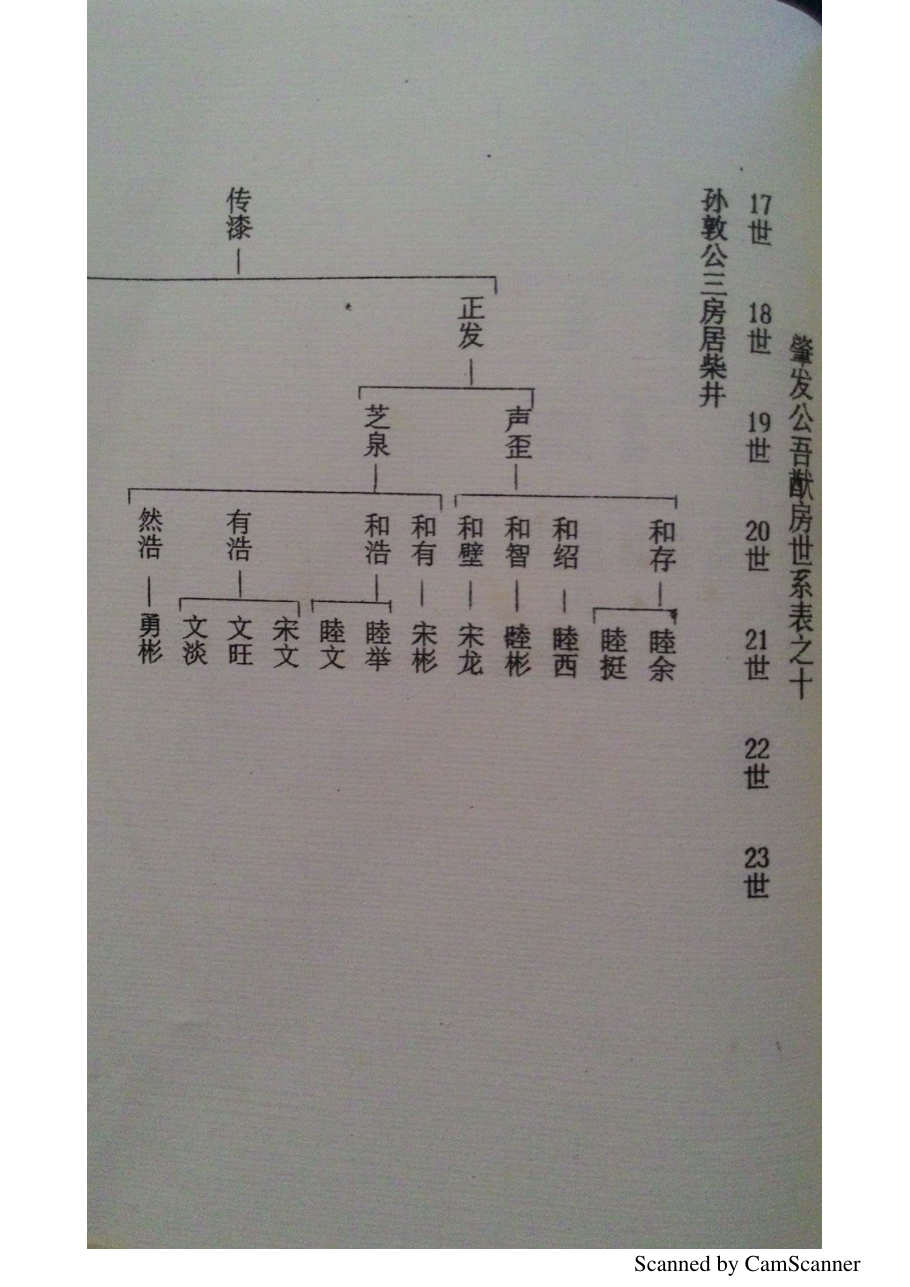 肇发公吾猷房世系表之十
17世 18世 19世 20世 21世 22世 23世
孙敦公三房居柴井
传漆
正发
声歪 芝泉
和存 和绍 和智 和壁 和有 和浩 有浩 然浩
睦余 睦挺 睦西 睦彬 宋龙 宋彬 睦举 睦文 宋文 文旺 文淡 勇彬
Scanned by CamScanner